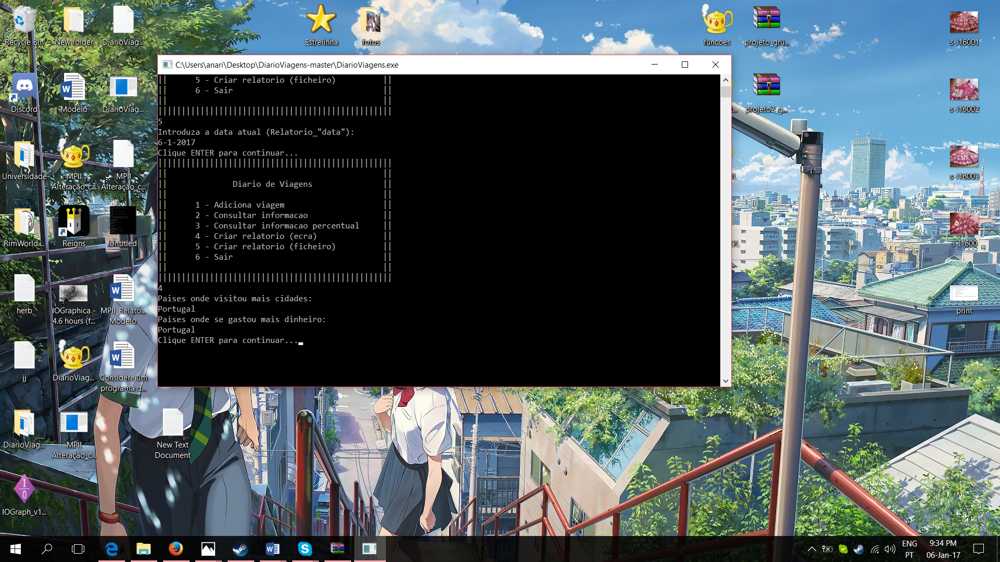 Recycle Bin
New folder
DiarioViag...
Estrelinha
fotos
funcoes
projeto_gru...
s-l16001
C:\Users\anari\Desktop\DiarioViagens-master\DiarioViagens.exe
|| 5 - Criar relatorio (ficheiro) ||
|| 6 - Sair ||
|| ||
||||||||||||||||||||||||||||||||||||||||||||||||||
5
Introduza a data atual (Relatorio_"data"):
6-1-2017
Clique ENTER para continuar...
||||||||||||||||||||||||||||||||||||||||||||||||||
|| ||
|| Diario de Viagens ||
|| ||
|| 1 - Adiciona viagem ||
|| 2 - Consultar informacao ||
|| 3 - Consultar informacao percentual ||
|| 4 - Criar relatorio (ecra) ||
|| 5 - Criar relatorio (ficheiro) ||
|| 6 - Sair ||
|| ||
||||||||||||||||||||||||||||||||||||||||||||||||||
4
Paises onde visitou mais cidades:
Portugal
Paises onde se gastou mais dinheiro:
Portugal
Clique ENTER para continuar...
Discord
Modelo
DiarioViag...
projeto2_g...
s-l16002
Universidade
MPII
Alteração_c...
MPII
Alteração_c...
s-l16003
RimWorld...
Reigns
Untitled
s-l1600
herb
IOGraphica -
4.6 hours (f...
MPII_Relató...
Modelo
print
jj
DiarioViag...
Considere um
programa d...
DiarioViag...
MPII
Alteração_c...
New Text
Document
IOGraph_v1...
ENG
PT
9:34 PM
06-Jan-17